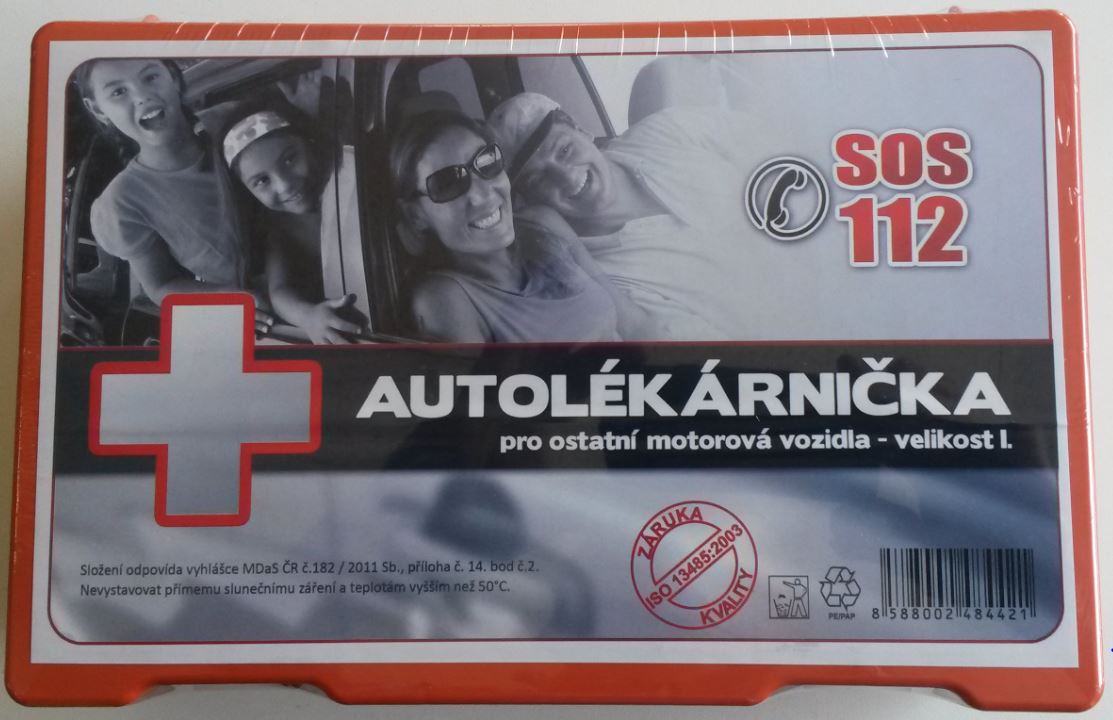 SOS
112
AUTOLÉKÁRNIČKA
pro ostatní motorová vozidla - velikost I.
Složení odpovída vyhlášce MDaS ČR č.182 / 2011 Sb., příloha č. 14. bod č.2.
Nevystavovat přímemu slunečnímu záření a teplotám vyšším než 50°C.
ZÁRUKA
ISO 13485:2003
KVALITY
PE/PAP
8 588002 484421